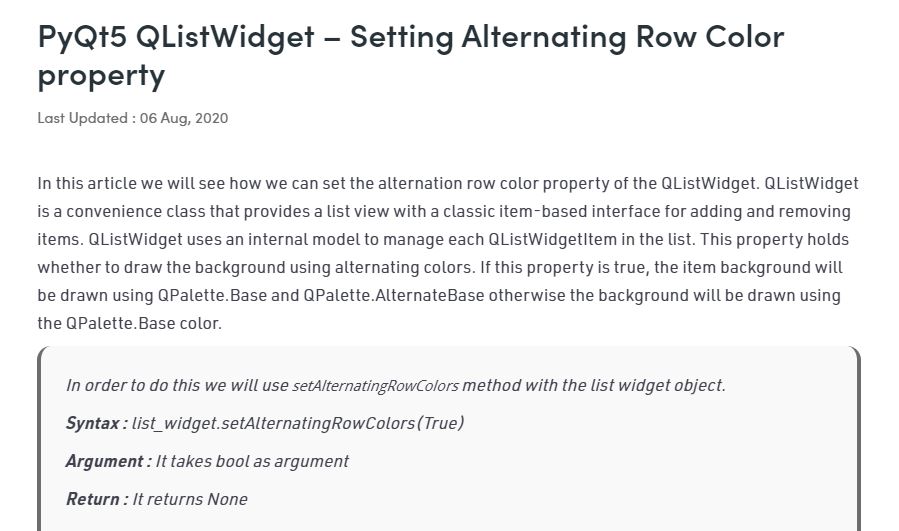 PyQt5 QListWidget – Setting Alternating Row Color
property
Last Updated : 06 Aug, 2020
In this article we will see how we can set the alternation row color property of the QListWidget. QListWidget
is a convenience class that provides a list view with a classic item-based interface for adding and removing
items. QListWidget uses an internal model to manage each QListWidgetItem in the list. This property holds
whether to draw the background using alternating colors. If this property is true, the item background will
be drawn using QPalette.Base and QPalette.AlternateBase otherwise the background will be drawn using
the QPalette.Base color.
In order to do this we will use setAlternatingRowColors method with the list widget object.
Syntax : list_widget.setAlternatingRowColors(True)
Argument : It takes bool as argument
Return : It returns None